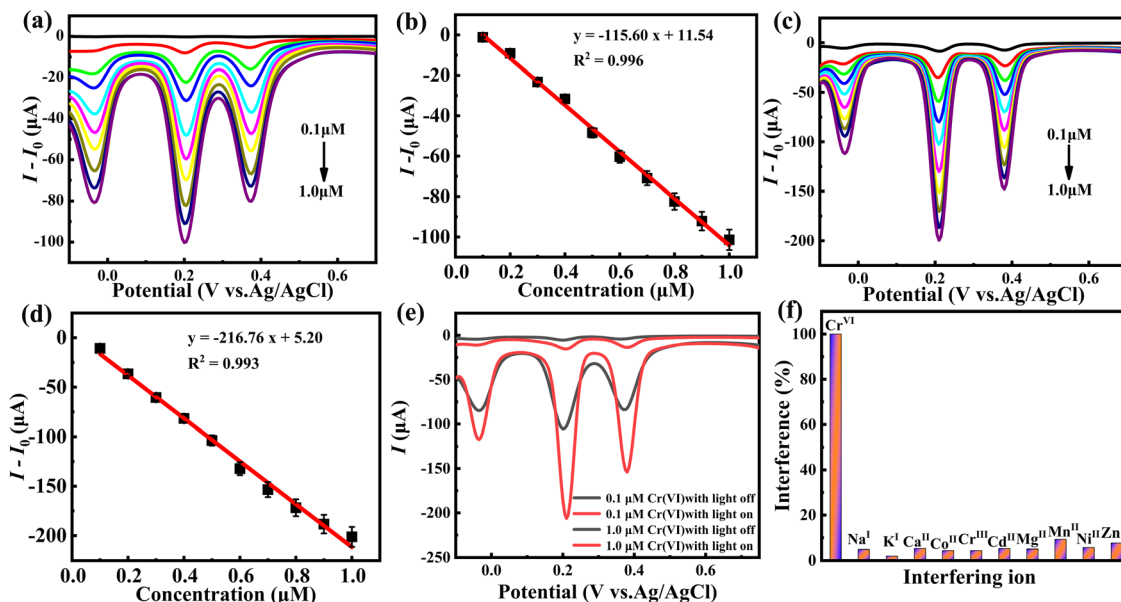 (a)
0
-20
-40
-60
-80
-100
I - I0 (µA)
0.1µM
1.0µM
0.0 0.2 0.4 0.6
Potential (V vs.Ag/AgCl)
(b)
0
-20
-40
-60
-80
-100
I -I0 (µA)
y = -115.60 x + 11.54
R² = 0.996
0.0 0.2 0.4 0.6 0.8 1.0
Concentration (µM)
(c)
0
-50
-100
-150
-200
I - I0 (µA)
0.1µM
1.0µM
0.0 0.2 0.4 0.6
Potential (V vs.Ag/AgCl)
(d)
0
-50
-100
-150
-200
I - I0 (µA)
y = -216.76 x + 5.20
R² = 0.993
0.0 0.2 0.4 0.6 0.8 1.0
Concentration (µM)
(e)
50
0
-50
-100
-150
-200
-250
I (µA)
0.1 µM Cr(VI)with light off
0.1 µM Cr(VI)with light on
1.0 µM Cr(VI)with light off
1.0 µM Cr(VI)with light on
0.0 0.2 0.4 0.6
Potential (V vs.Ag/AgCl)
(f)
100
80
60
40
20
0
Interference (%)
Cr^VI
Na^I K^I Ca^II Co^II Cr^III Cd^II Mg^II Mn^II Ni^II Zn
Interfering ion